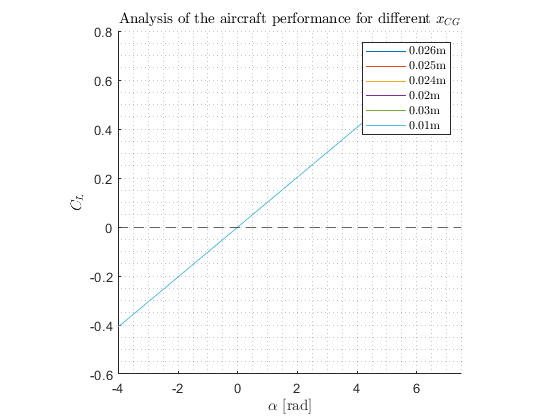 Analysis of the aircraft performance for different x_CG
0.8
0.6
0.4
0.2
0
-0.2
-0.4
-0.6
C_L
0.026m
0.025m
0.024m
0.02m
0.03m
0.01m
-4 -2 0 2 4 6
α [rad]